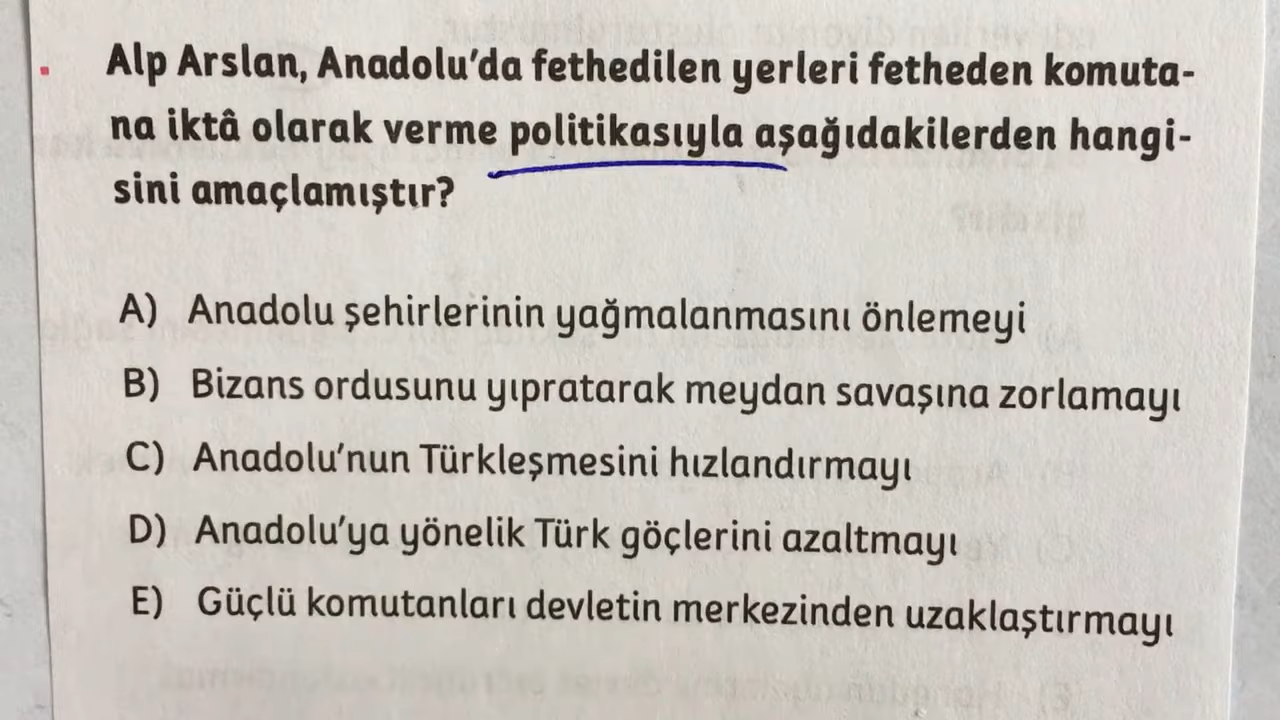 Alp Arslan, Anadolu'da fethedilen yerleri fetheden komuta-
na iktâ olarak verme politikasıyla aşağıdakilerden hangi-
sini amaçlamıştır?
A) Anadolu şehirlerinin yağmalanmasını önlemeyi
B) Bizans ordusunu yıpratarak meydan savaşına zorlamayı
C) Anadolu'nun Türkleşmesini hızlandırmayı
D) Anadolu'ya yönelik Türk göçlerini azaltmayı
E) Güçlü komutanları devletin merkezinden uzaklaştırmayı